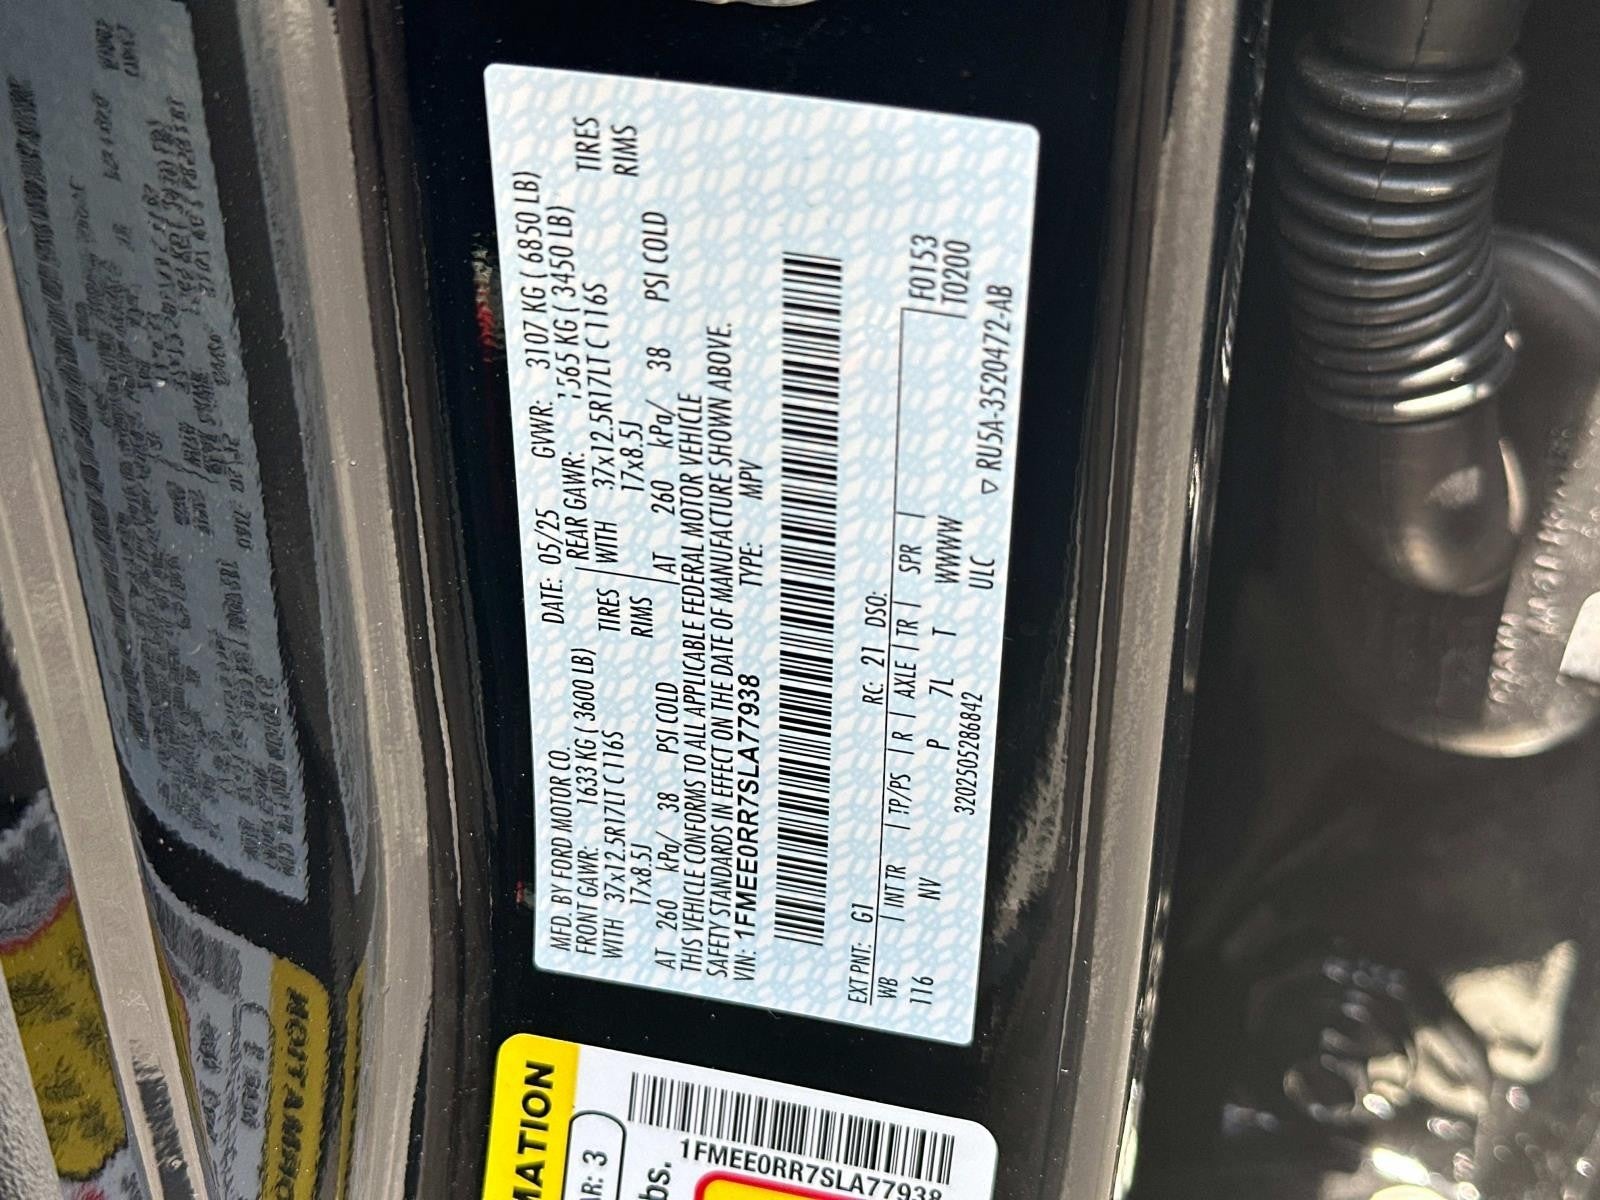 MFD. BY FORD MOTOR CO.
DATE: 05/25 GVWR: 3107 KG ( 6850 LB)
FRONT GAWR: 1633 KG ( 3600 LB)
REAR GAWR: 1565 KG ( 3450 LB)
WITH 37x12.5R17LT C 116S TIRES
WITH 37x12.5R17LT C 116S TIRES
17x8.5J RIMS
17x8.5J RIMS
AT 260 kPa/ 38 PSI COLD
AT 260 kPa/ 38 PSI COLD
THIS VEHICLE CONFORMS TO ALL APPLICABLE FEDERAL MOTOR VEHICLE
SAFETY STANDARDS IN EFFECT ON THE DATE OF MANUFACTURE SHOWN ABOVE.
VIN: 1FMEE0RR7SLA77938 TYPE: MPV
EXT PNT: G1 RC: 21 DSO: F0153
WB INT TR TP/PS R AXLE TR SPR T0200
116 NV P 7L T WWWW
ULC
3202505286842 ▽ RU5A-3520472-AB
MATION
AR: 3
bs.
1FMEE0RR7SLA77938